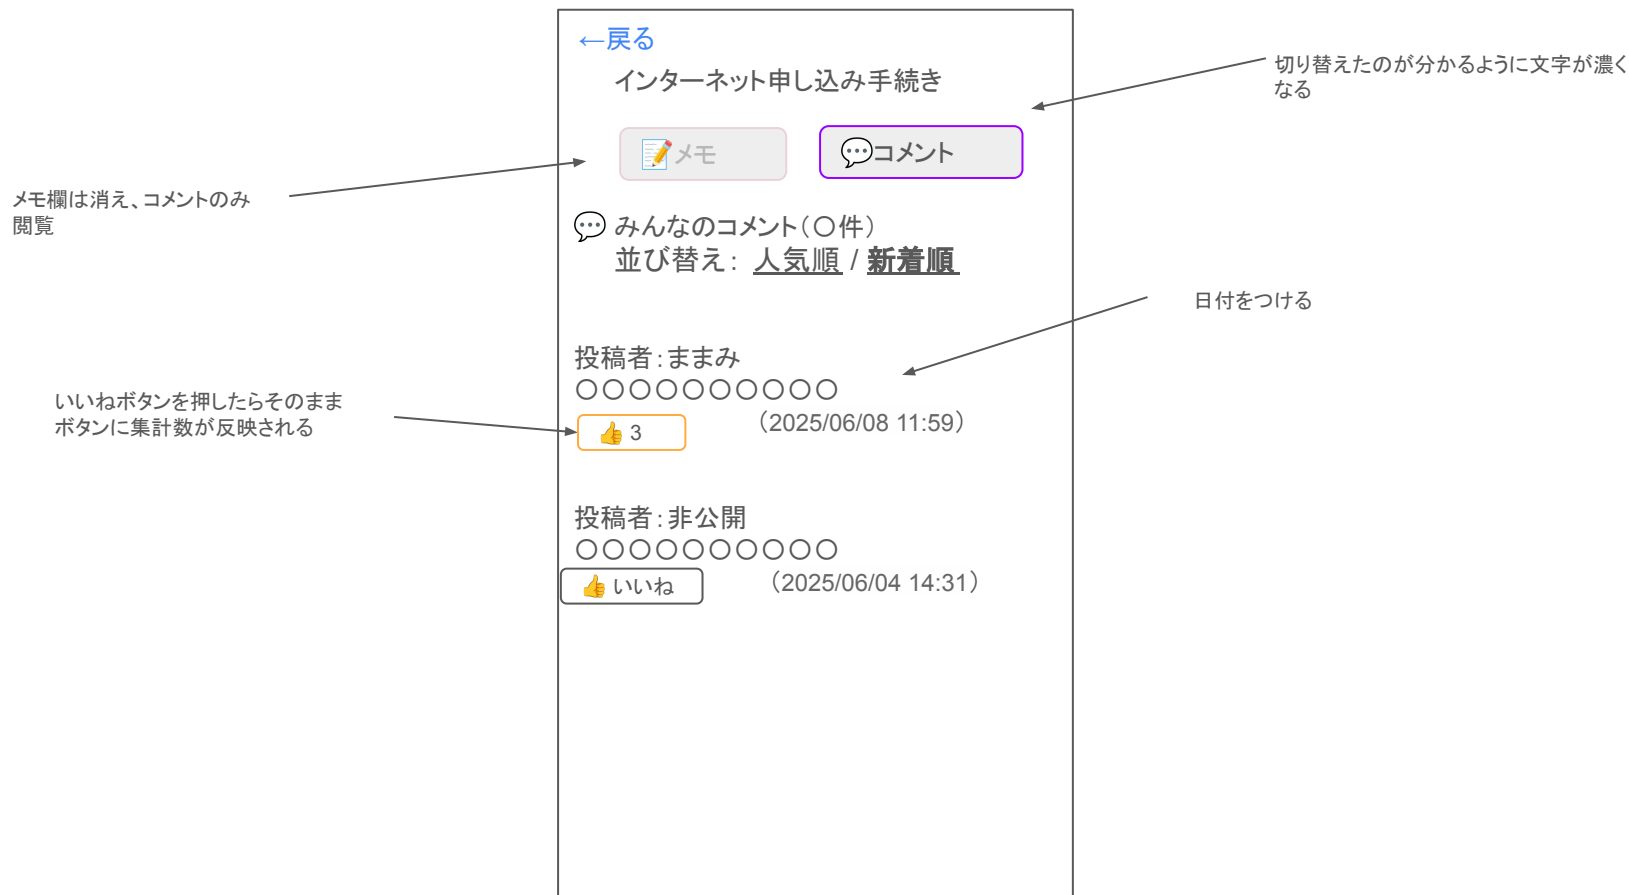 ←戻る
インターネット申し込み手続き
切り替えたのが分かるように文字が濃く
なる
📝メモ
💬コメント
メモ欄は消え、コメントのみ
閲覧
💬 みんなのコメント（〇件）
並び替え： 人気順 / 新着順
日付をつける
投稿者：ままみ
〇〇〇〇〇〇〇〇〇〇
いいねボタンを押したらそのまま
ボタンに集計数が反映される
👍 3
（2025/06/08 11:59）
投稿者：非公開
〇〇〇〇〇〇〇〇〇〇
👍 いいね
（2025/06/04 14:31）